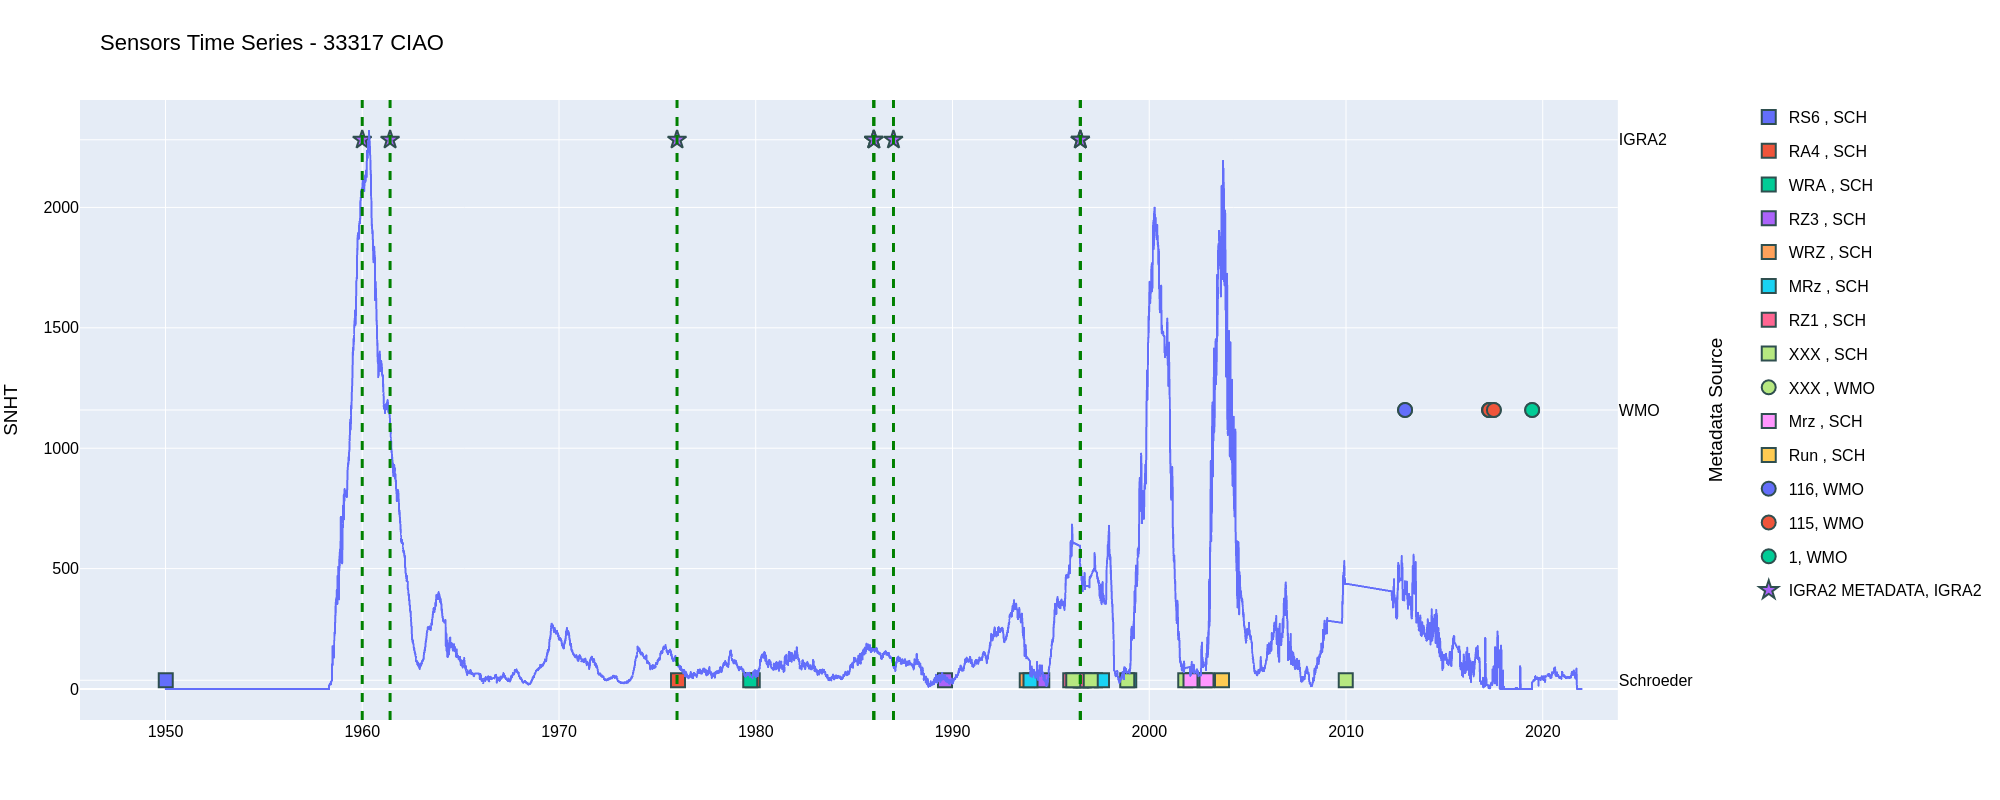 Sensors Time Series - 33317 CIAO
SNHT
2000
1500
1000
500
0
1950
1960
1970
1980
1990
2000
2010
2020
IGRA2
WMO
Schroeder
Metadata Source
RS6 , SCH
RA4 , SCH
WRA , SCH
RZ3 , SCH
WRZ , SCH
MRz , SCH
RZ1 , SCH
XXX , SCH
XXX , WMO
Mrz , SCH
Run , SCH
116, WMO
115, WMO
1, WMO
IGRA2 METADATA, IGRA2